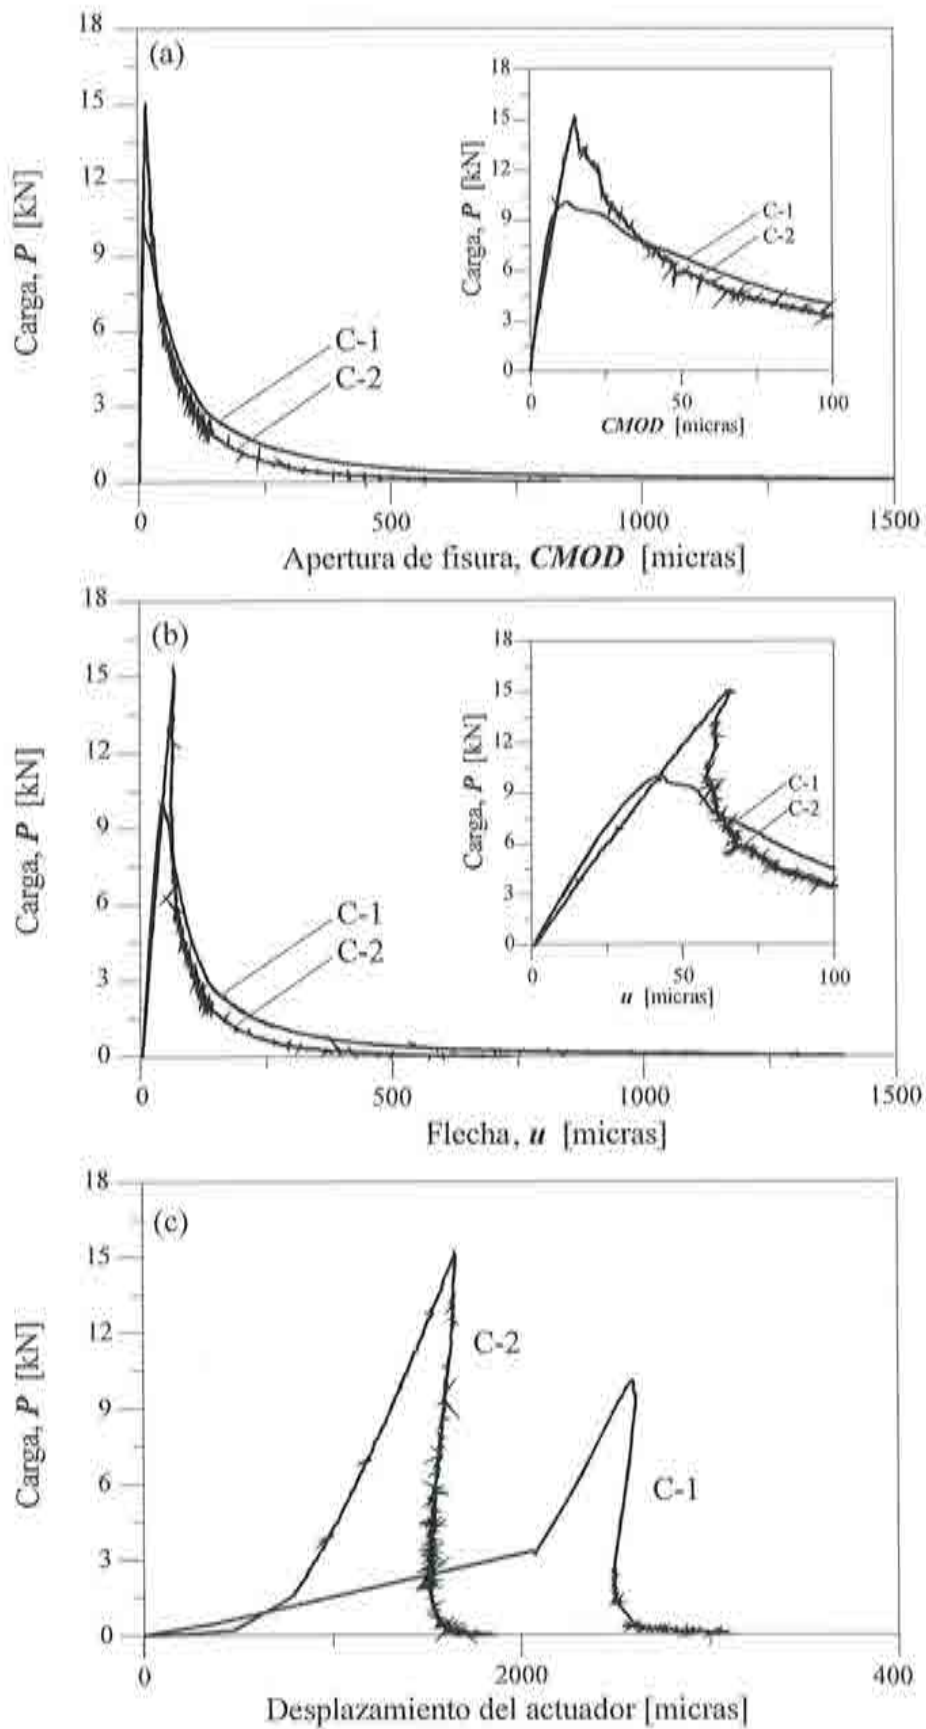 (a)
18
15
12
9
6
3
0
Carga, P [kN]
C-1
C-2
0 500 1000 1500
Apertura de fisura, CMOD [micras]
18
15
12
9
6
3
0
Carga, P [kN]
C-1
C-2
0 50 100
CMOD [micras]
(b)
18
15
12
9
6
3
0
Carga, P [kN]
C-1
C-2
0 500 1000 1500
Flecha, u [micras]
18
15
12
9
6
3
0
Carga, P [kN]
C-1
C-2
0 50 100
u [micras]
(c)
18
15
12
9
6
3
0
Carga, P [kN]
C-2
C-1
0 2000 400
Desplazamiento del actuador [micras]